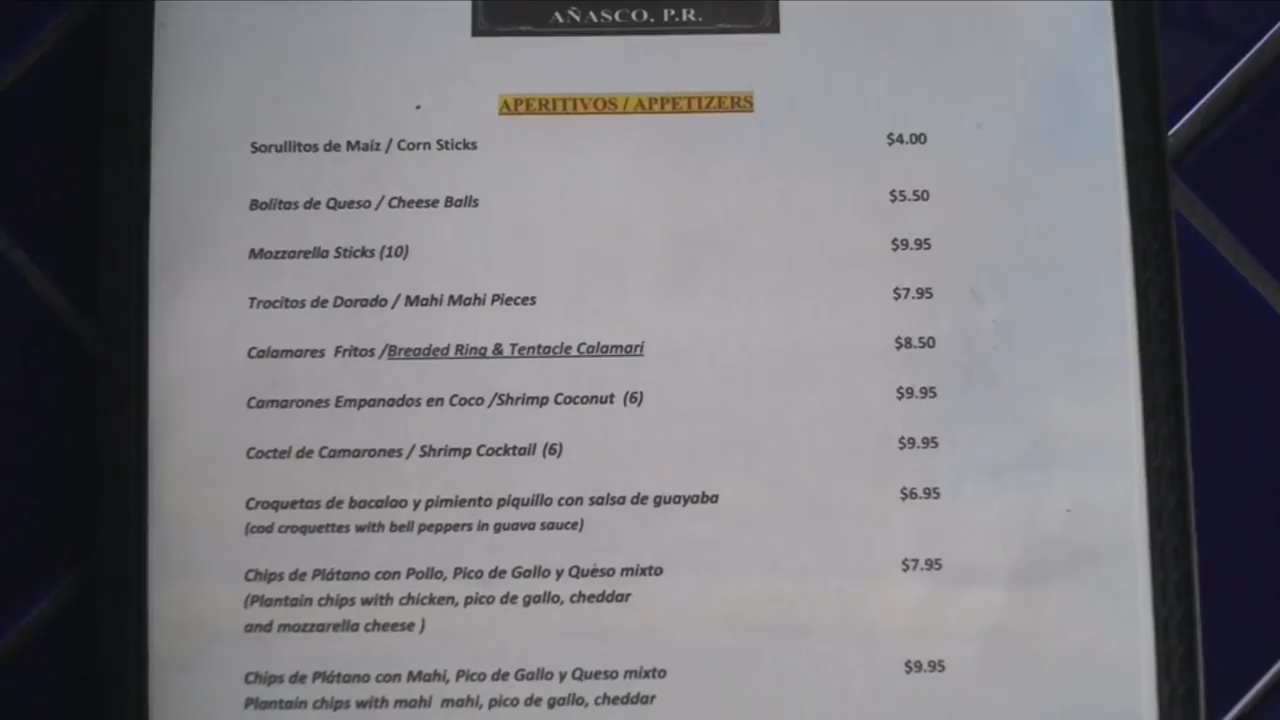 AÑASCO, P.R.
APERITIVOS / APPETIZERS
Sorullitos de Maíz / Corn Sticks $4.00
Bolitas de Queso / Cheese Balls $5.50
Mozzarella Sticks (10) $9.95
Trocitos de Dorado / Mahi Mahi Pieces $7.95
Calamares Fritos /Breaded Ring & Tentacle Calamari $8.50
Camarones Empanados en Coco /Shrimp Coconut (6) $9.95
Coctel de Camarones / Shrimp Cocktail (6) $9.95
Croquetas de bacalao y pimiento piquillo con salsa de guayaba $6.95
(cod croquettes with bell peppers in guava sauce)
Chips de Plátano con Pollo, Pico de Gallo y Queso mixto $7.95
(Plantain chips with chicken, pico de gallo, cheddar
and mozzarella cheese )
Chips de Plátano con Mahi, Pico de Gallo y Queso mixto $9.95
Plantain chips with mahi mahi, pico de gallo, cheddar